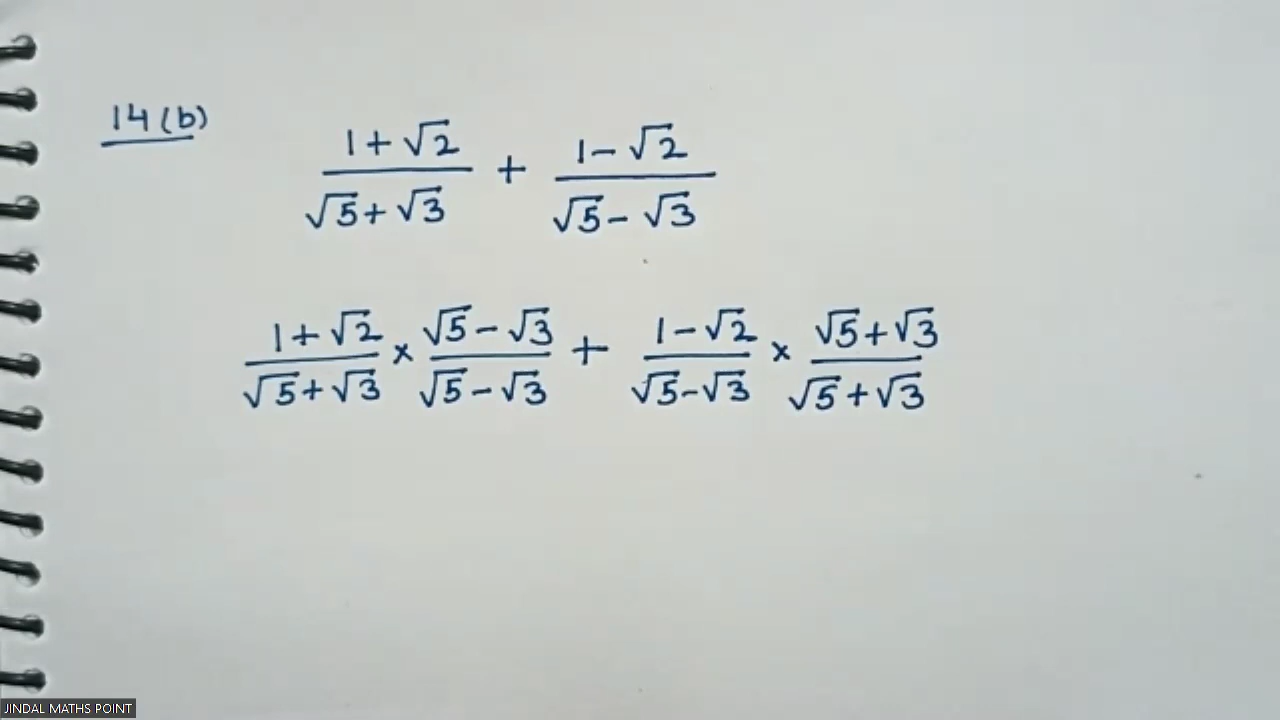 14(b)
(1+√2)/(√5+√3) + (1-√2)/(√5-√3)
(1+√2)/(√5+√3) × (√5-√3)/(√5-√3) + (1-√2)/(√5-√3) × (√5+√3)/(√5+√3)
JINDAL MATHS POINT